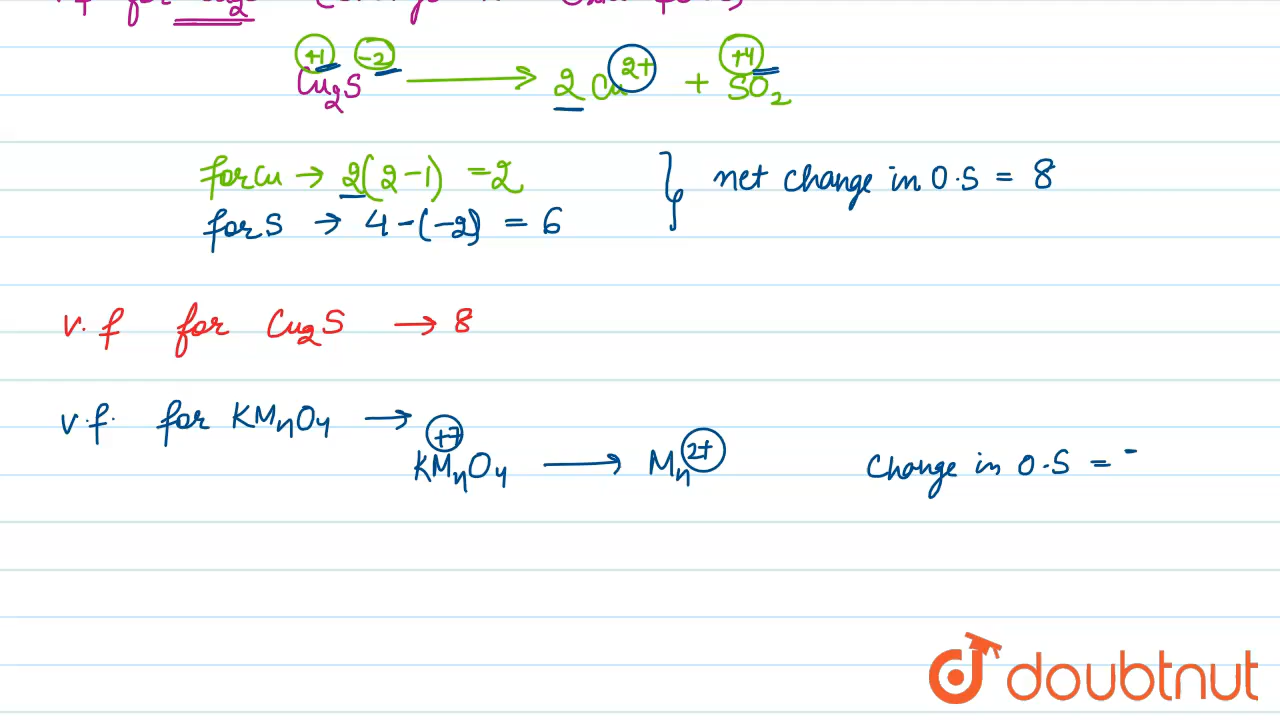 for
+1 -2 2+ +4
Cu2S → 2 Cu + SO2
for Cu → 2(2-1) = 2 } net change in O.S = 8
for S → 4-(-2) = 6
v.f for Cu2S → 8
v.f. for KMnO4 →
+7 2+
KMnO4 → Mn Change in O.S =
doubtnut